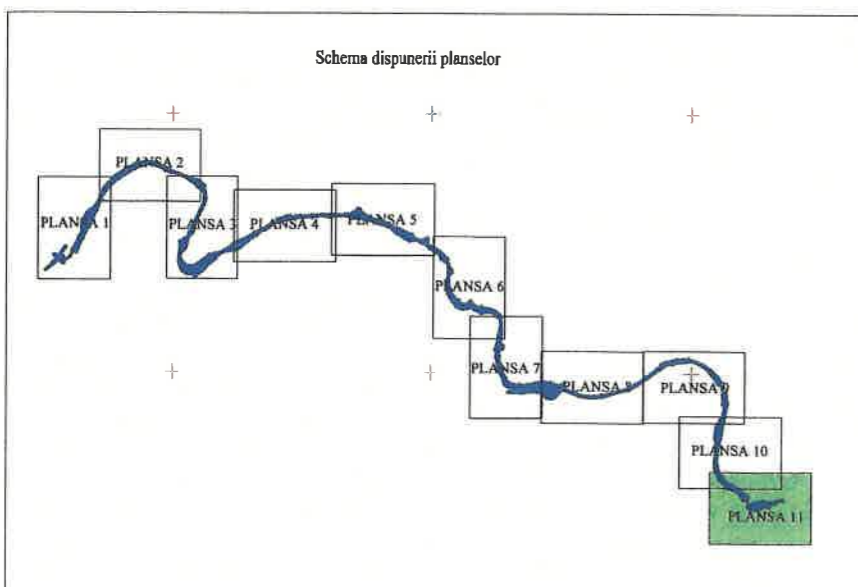 Schema dispunerii planselor
PLANSA 2
PLANSA 1
PLANSA 3
PLANSA 4
PLANSA 5
PLANSA 6
PLANSA 7
PLANSA 8
PLANSA 9
PLANSA 10
PLANSA 11